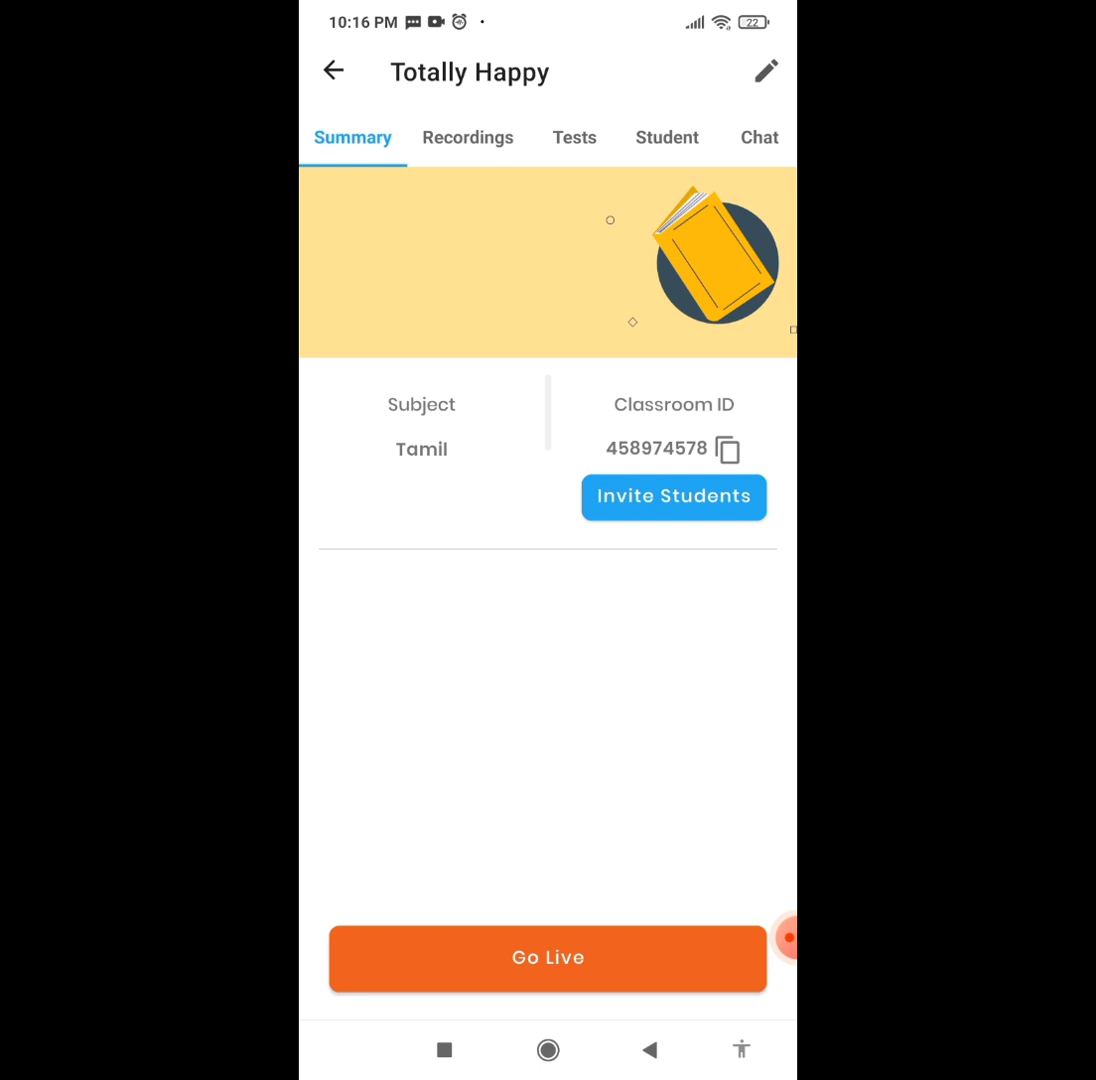 10:16 PM 22
Totally Happy
Summary Recordings Tests Student Chat
Subject Classroom ID
Tamil 458974578
Invite Students
Go Live